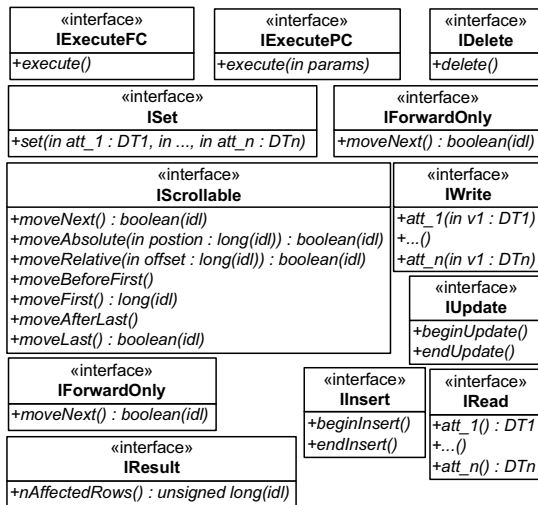 «interface»
IExecuteFC
+execute()
«interface»
IExecutePC
+execute(in params)
«interface»
IDelete
+delete()
«interface»
ISet
+set(in att_1 : DT1, in ..., in att_n : DTn)
«interface»
IForwardOnly
+moveNext() : boolean(idl)
«interface»
IScrollable
+moveNext() : boolean(idl)
+moveAbsolute(in postion : long(idl)) : boolean(idl)
+moveRelative(in offset : long(idl)) : boolean(idl)
+moveBeforeFirst()
+moveFirst() : long(idl)
+moveAfterLast()
+moveLast() : boolean(idl)
«interface»
IWrite
+att_1(in v1 : DT1)
+...()
+att_n(in v1 : DTn)
«interface»
IUpdate
+beginUpdate()
+endUpdate()
«interface»
IForwardOnly
+moveNext() : boolean(idl)
«interface»
IInsert
+beginInsert()
+endInsert()
«interface»
IRead
+att_1() : DT1
+...()
+att_n() : DTn
«interface»
IResult
+nAffectedRows() : unsigned long(idl)